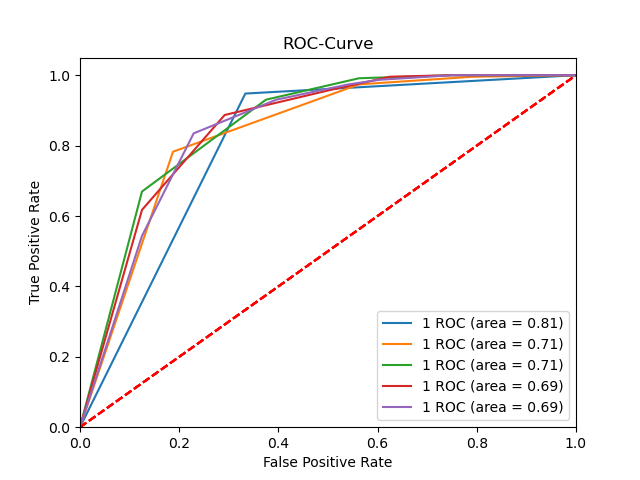 ROC-Curve
True Positive Rate
1.0
0.8
0.6
0.4
0.2
0.0
1 ROC (area = 0.81)
1 ROC (area = 0.71)
1 ROC (area = 0.71)
1 ROC (area = 0.69)
1 ROC (area = 0.69)
0.0 0.2 0.4 0.6 0.8 1.0
False Positive Rate